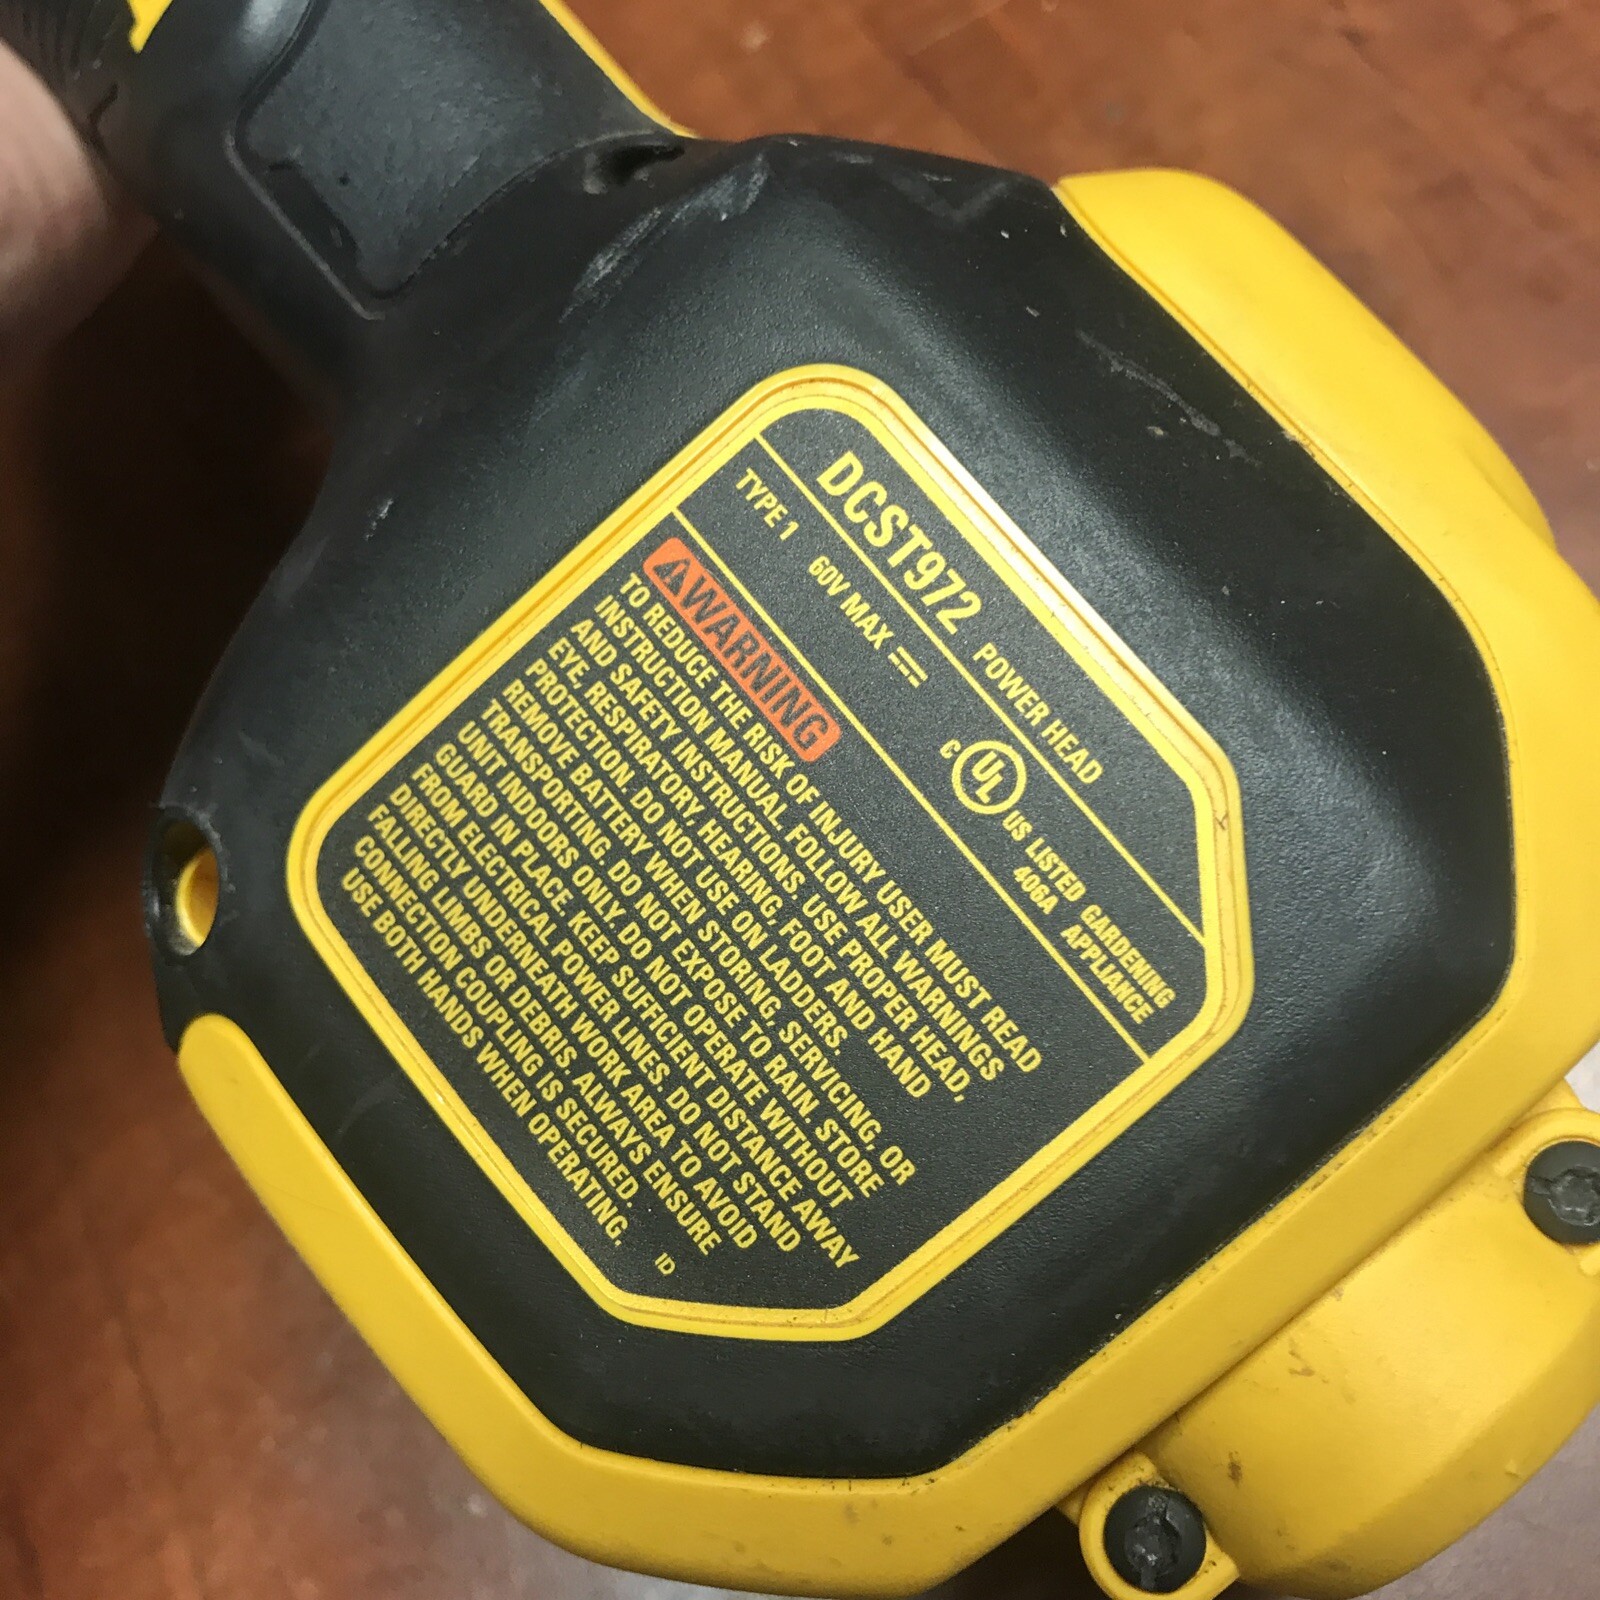 DCST972 POWER HEAD
TYPE 1 60V MAX ⎓
C UL US LISTED GARDENING
406A APPLIANCE
⚠WARNING
TO REDUCE THE RISK OF INJURY USER MUST READ
INSTRUCTION MANUAL. FOLLOW ALL WARNINGS
AND SAFETY INSTRUCTIONS. USE PROPER HEAD,
EYE, RESPIRATORY, HEARING, FOOT AND HAND
PROTECTION. DO NOT USE ON LADDERS.
REMOVE BATTERY WHEN STORING, SERVICING, OR
TRANSPORTING. DO NOT EXPOSE TO RAIN. STORE
UNIT INDOORS ONLY. DO NOT OPERATE WITHOUT
GUARD IN PLACE. KEEP SUFFICIENT DISTANCE AWAY
FROM ELECTRICAL POWER LINES. DO NOT STAND
DIRECTLY UNDERNEATH WORK AREA TO AVOID
FALLING LIMBS OR DEBRIS. ALWAYS ENSURE
CONNECTION COUPLING IS SECURED.
USE BOTH HANDS WHEN OPERATING.
ID